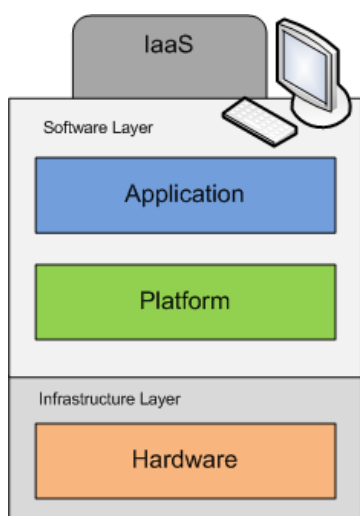 IaaS
Software Layer
Application
Platform
Infrastructure Layer
Hardware